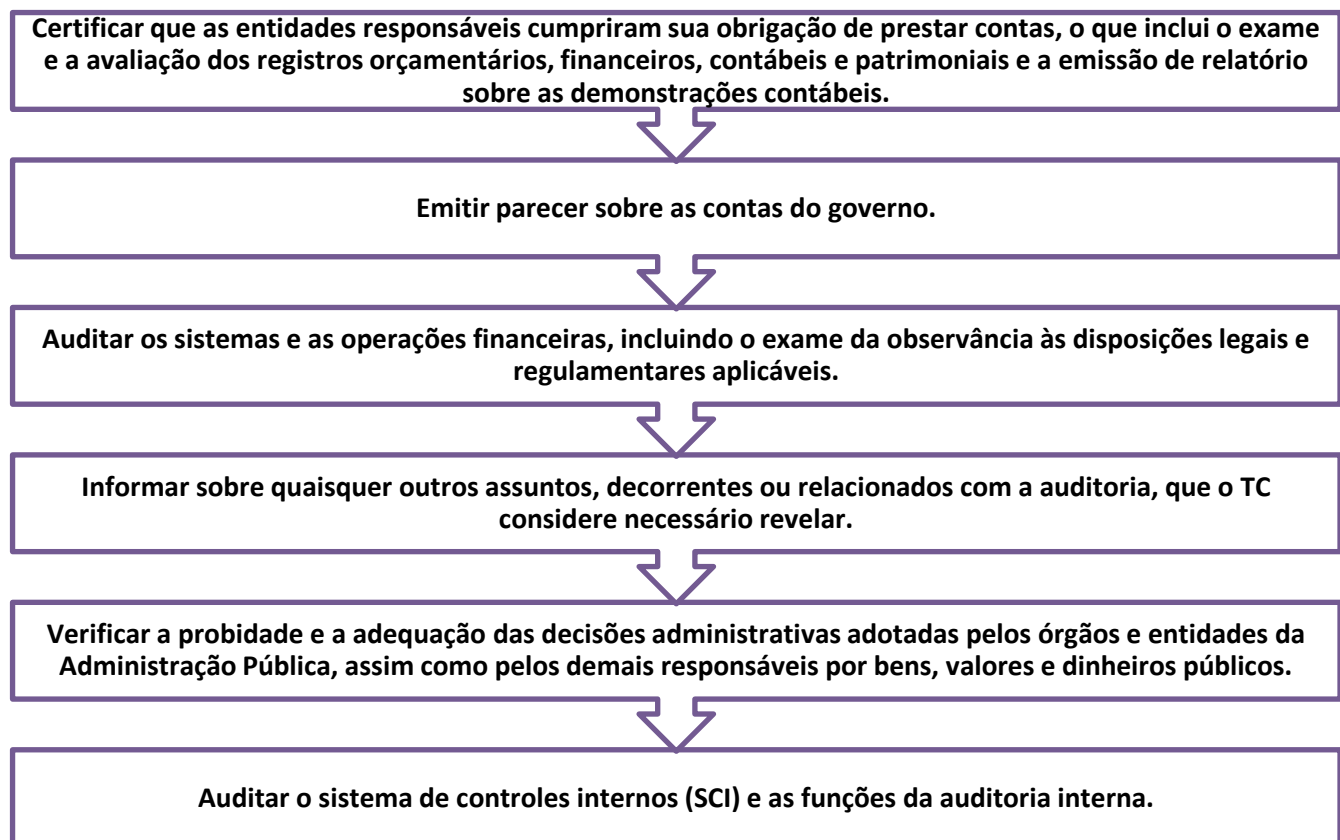 Certificar que as entidades responsáveis cumpriram sua obrigação de prestar contas, o que inclui o exame
e a avaliação dos registros orçamentários, financeiros, contábeis e patrimoniais e a emissão de relatório
sobre as demonstrações contábeis.
Emitir parecer sobre as contas do governo.
Auditar os sistemas e as operações financeiras, incluindo o exame da observância às disposições legais e
regulamentares aplicáveis.
Informar sobre quaisquer outros assuntos, decorrentes ou relacionados com a auditoria, que o TC
considere necessário revelar.
Verificar a probidade e a adequação das decisões administrativas adotadas pelos órgãos e entidades da
Administração Pública, assim como pelos demais responsáveis por bens, valores e dinheiros públicos.
Auditar o sistema de controles internos (SCI) e as funções da auditoria interna.